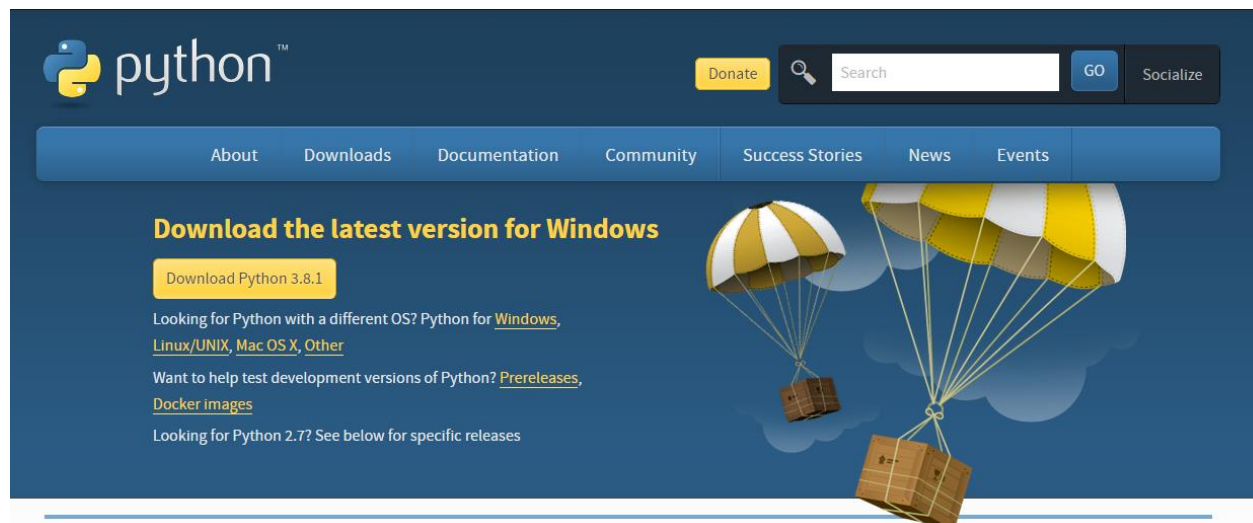 python™
Donate
Search
GO
Socialize
About
Downloads
Documentation
Community
Success Stories
News
Events
Download the latest version for Windows
Download Python 3.8.1
Looking for Python with a different OS? Python for Windows,
Linux/UNIX, Mac OS X, Other
Want to help test development versions of Python? Prereleases,
Docker images
Looking for Python 2.7? See below for specific releases